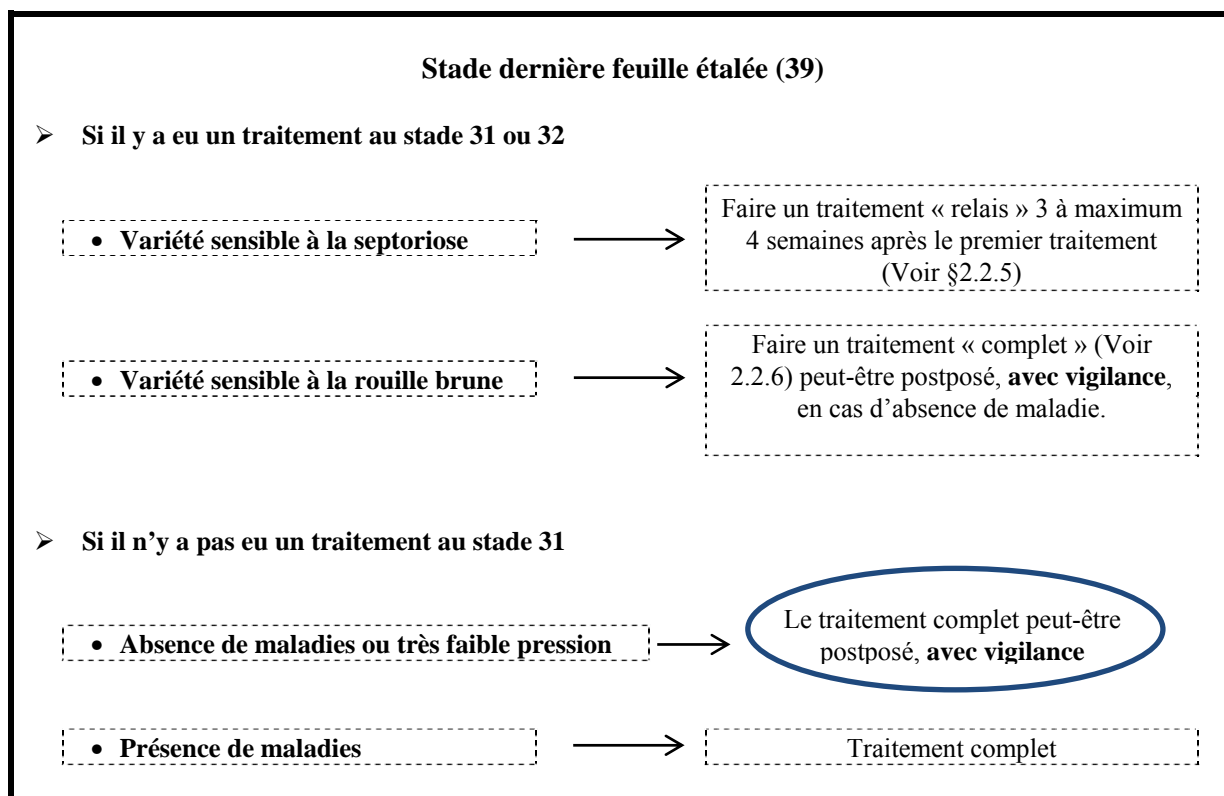 Stade dernière feuille étalée (39)
➢ Si il y a eu un traitement au stade 31 ou 32
• Variété sensible à la septoriose
Faire un traitement « relais » 3 à maximum
4 semaines après le premier traitement
(Voir §2.2.5)
• Variété sensible à la rouille brune
Faire un traitement « complet » (Voir
2.2.6) peut-être postposé, avec vigilance,
en cas d’absence de maladie.
➢ Si il n’y a pas eu un traitement au stade 31
• Absence de maladies ou très faible pression
Le traitement complet peut-être
postposé, avec vigilance
• Présence de maladies
Traitement complet